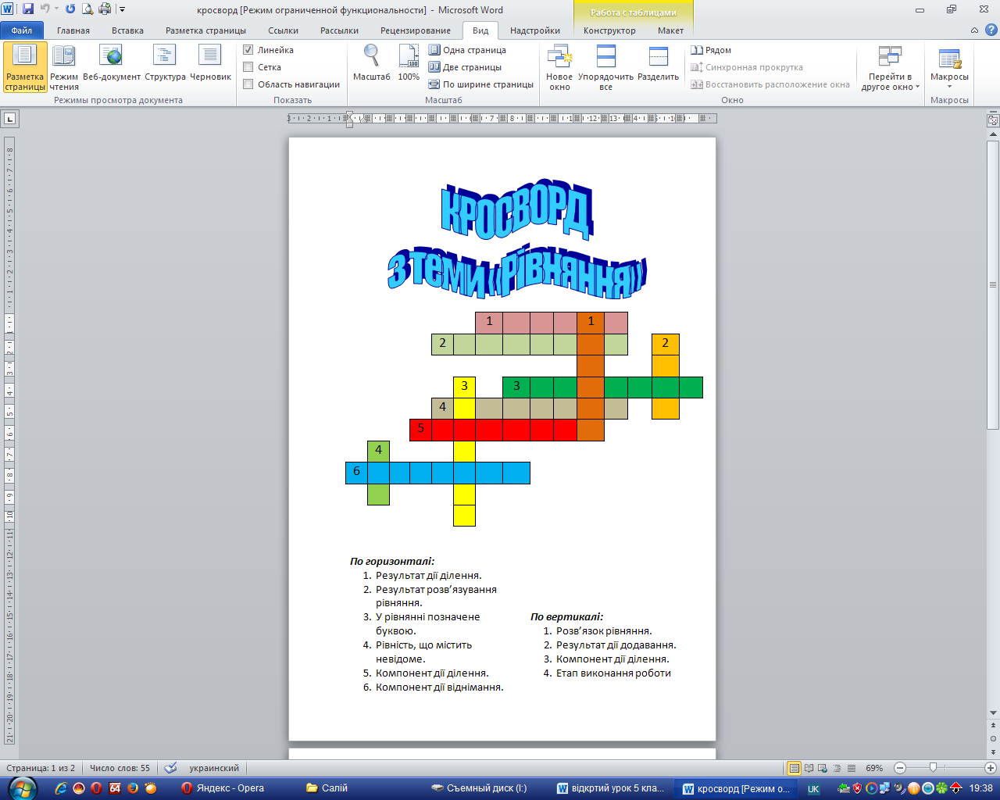 кросворд [Режим ограниченной функциональности] - Microsoft Word
Работа с таблицами
Файл Главная Вставка Разметка страницы Ссылки Рассылки Рецензирование Вид Надстройки Конструктор Макет
Разметка страницы
Режим чтения
Веб-документ
Структура
Черновик
Режимы просмотра документа
Линейка
Сетка
Область навигации
Показать
Масштаб
100%
Одна страница
Две страницы
По ширине страницы
Масштаб
Новое окно
Упорядочить все
Разделить
Рядом
Синхронная прокрутка
Восстановить расположение окна
Окно
Перейти в другое окно
Макросы
Макросы
КРОСВОРД
З ТЕМИ «РІВНЯННЯ»
1 1
2 2
3 3
4
5
4
6
По горизонталі:
1. Результат дії ділення.
2. Результат розв’язування
рівняння.
3. У рівнянні позначене
буквою.
4. Рівність, що містить
невідоме.
5. Компонент дії ділення.
6. Компонент дії віднімання.
По вертикалі:
1. Розв’язок рівняння.
2. Результат дії додавання.
3. Компонент дії ділення.
4. Етап виконання роботи
Страница: 1 из 2 Число слов: 55 украинский 69%
64 Яндекс - Opera Салій Съемный диск (I:) відкртий урок 5 кла... кросворд [Режим о... UK 19:38